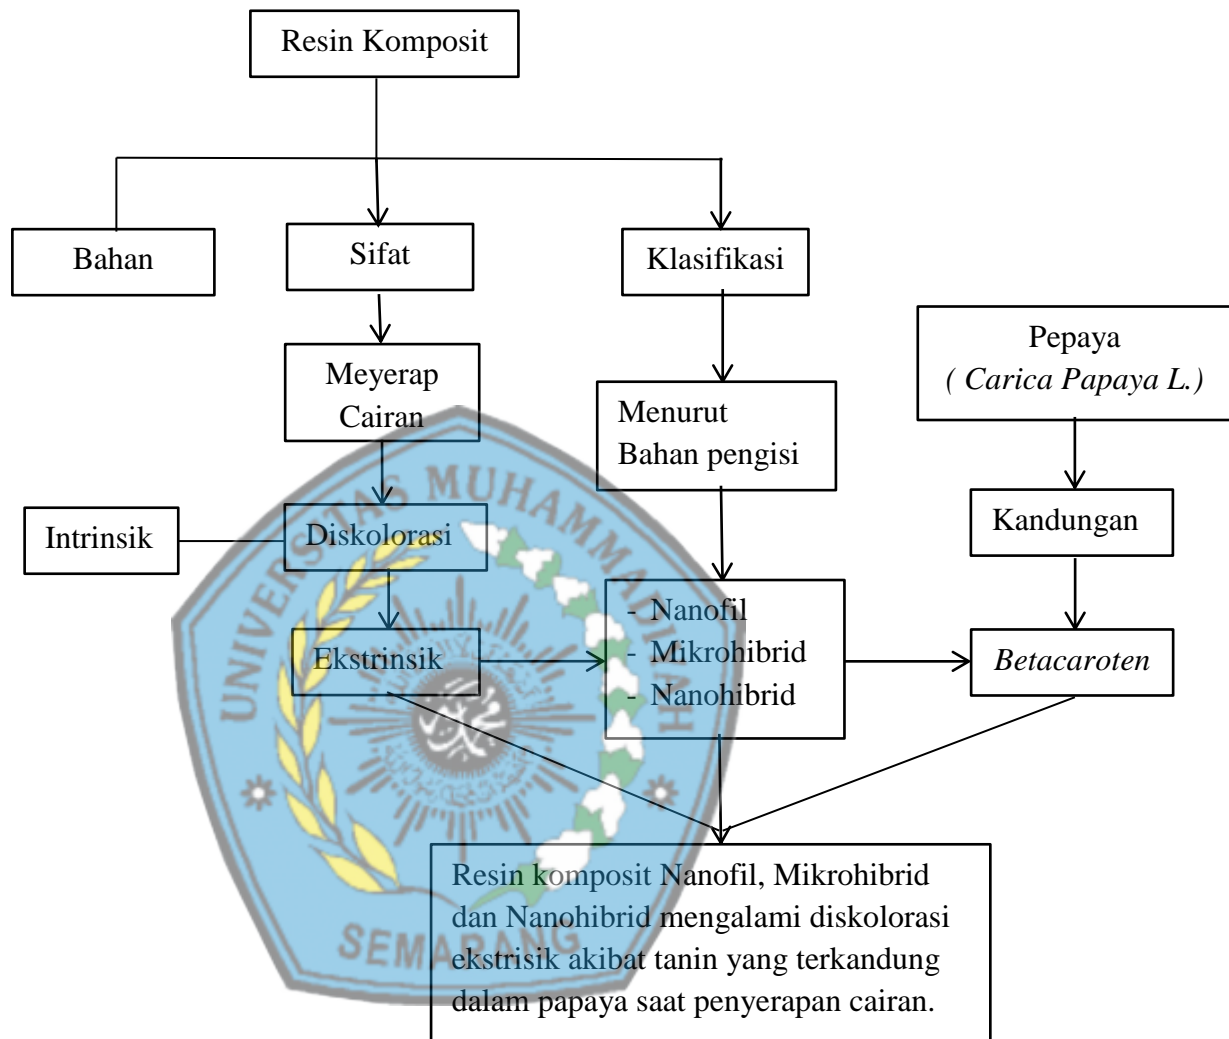 Resin Komposit
Bahan
Sifat
Klasifikasi
Meyerap
Cairan
Menurut
Bahan pengisi
Pepaya
( Carica Papaya L.)
Intrinsik
Diskolorasi
Kandungan
Ekstrinsik
- Nanofil
- Mikrohibrid
- Nanohibrid
Betacaroten
Resin komposit Nanofil, Mikrohibrid
dan Nanohibrid mengalami diskolorasi
ekstrisik akibat tanin yang terkandung
dalam papaya saat penyerapan cairan.
UNIVERSITAS MUHAMMADIYAH
SEMARANG